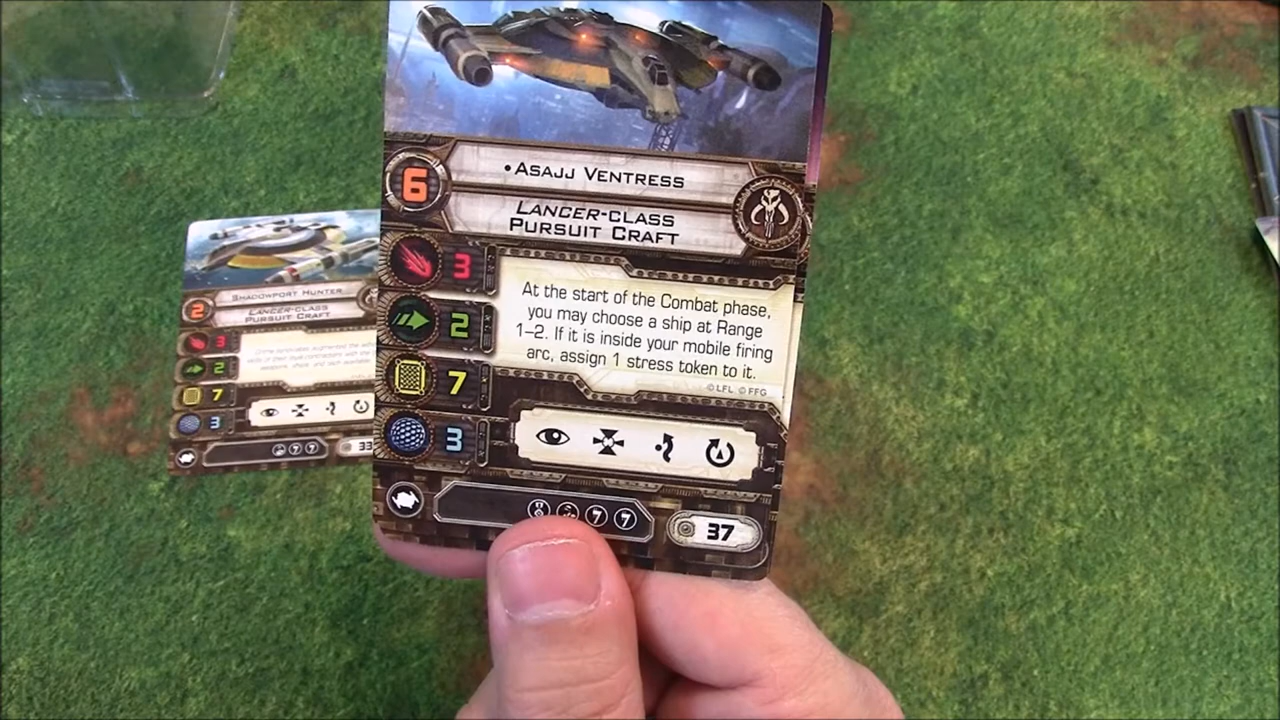 • ASAJJ VENTRESS
6
LANCER-CLASS
PURSUIT CRAFT
3
2
7
3
At the start of the Combat phase,
you may choose a ship at Range
1–2. If it is inside your mobile firing
arc, assign 1 stress token to it.
© LFL © FFG
37
SHADOWPORT HUNTER
2
LANCER-CLASS
PURSUIT CRAFT
3
2
7
3
33